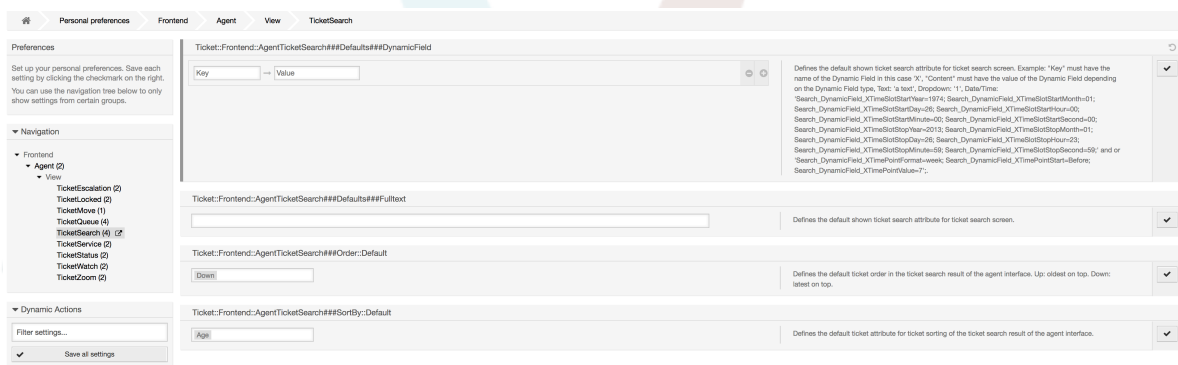 Personal preferences Frontend Agent View TicketSearch
Preferences
Set up your personal preferences. Save each
setting by clicking the checkmark on the right.
You can use the navigation tree below to only
show settings from certain groups.
Navigation
Frontend
Agent (2)
View
TicketEscalation (2)
TicketLocked (2)
TicketMove (1)
TicketQueue (4)
TicketSearch (4)
TicketService (2)
TicketStatus (2)
TicketWatch (2)
TicketZoom (2)
Dynamic Actions
Filter settings...
Save all settings
Ticket::Frontend::AgentTicketSearch###Defaults###DynamicField
Key → Value
Defines the default shown ticket search attribute for ticket search screen. Example: "Key" must have the
name of the Dynamic Field in this case 'X', "Content" must have the value of the Dynamic Field depending
on the Dynamic Field type, Text: 'a text', Dropdown: '1', Date/Time:
'Search_DynamicField_XTimeSlotStartYear=1974; Search_DynamicField_XTimeSlotStartMonth=01;
Search_DynamicField_XTimeSlotStartDay=26; Search_DynamicField_XTimeSlotStartHour=00;
Search_DynamicField_XTimeSlotStartMinute=00; Search_DynamicField_XTimeSlotStartSecond=00;
Search_DynamicField_XTimeSlotStopYear=2013; Search_DynamicField_XTimeSlotStopMonth=01;
Search_DynamicField_XTimeSlotStopDay=26; Search_DynamicField_XTimeSlotStopHour=23;
Search_DynamicField_XTimeSlotStopMinute=59; Search_DynamicField_XTimeSlotStopSecond=59;' and or
'Search_DynamicField_XTimePointFormat=week; Search_DynamicField_XTimePointStart=Before;
Search_DynamicField_XTimePointValue=7';.
Ticket::Frontend::AgentTicketSearch###Defaults###Fulltext
Defines the default shown ticket search attribute for ticket search screen.
Ticket::Frontend::AgentTicketSearch###Order::Default
Down
Defines the default ticket order in the ticket search result of the agent interface. Up: oldest on top. Down:
latest on top.
Ticket::Frontend::AgentTicketSearch###SortBy::Default
Age
Defines the default ticket attribute for ticket sorting of the ticket search result of the agent interface.